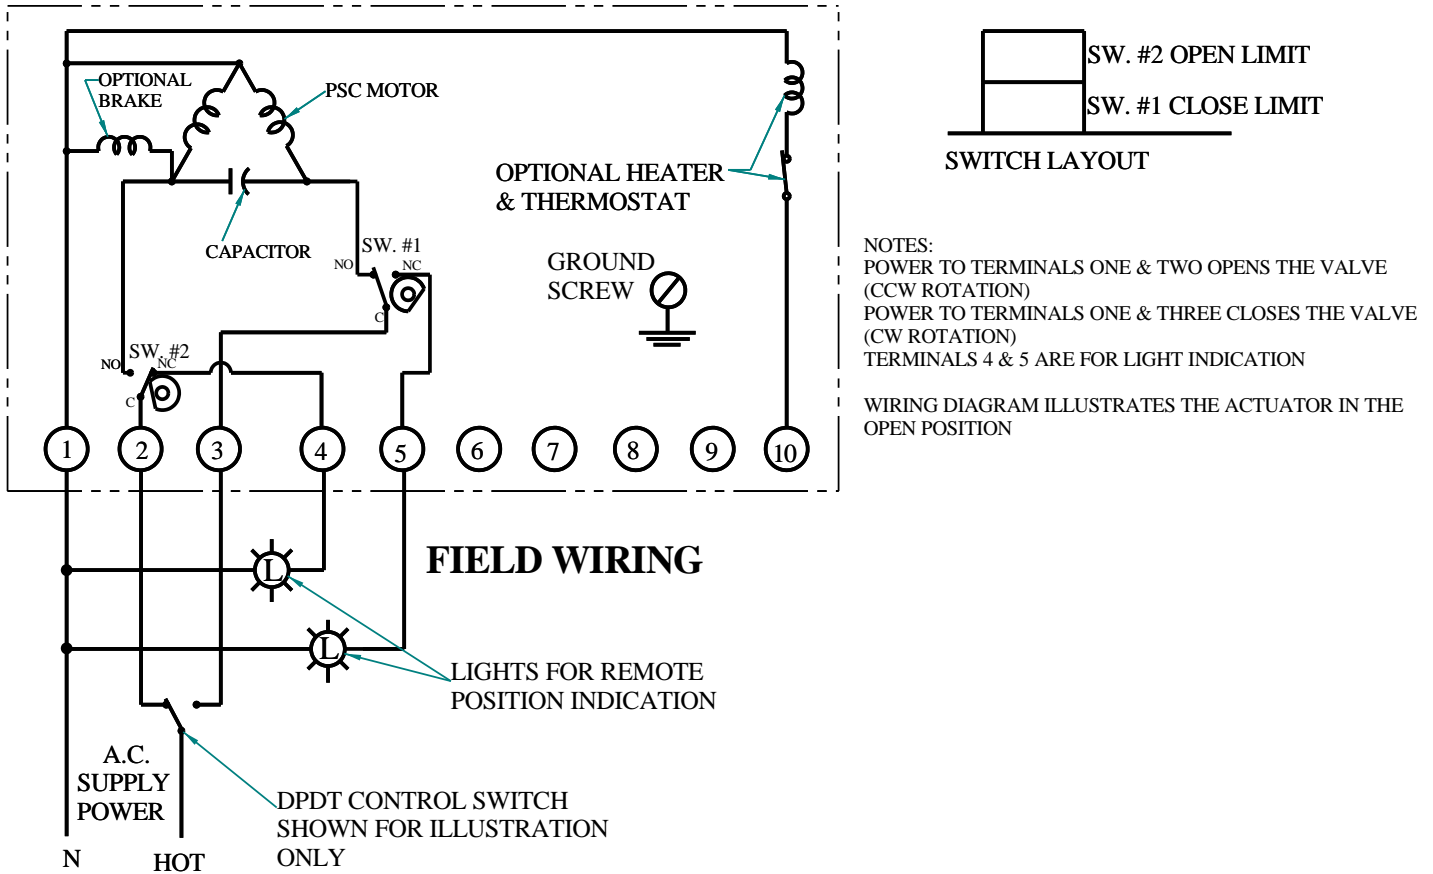 OPTIONAL
BRAKE
PSC MOTOR
CAPACITOR
OPTIONAL HEATER
& THERMOSTAT
SW. #1
NO
NC
C
GROUND
SCREW
SW. #2
NO
NC
C
1
2
3
4
5
6
7
8
9
10
SW. #2 OPEN LIMIT
SW. #1 CLOSE LIMIT
SWITCH LAYOUT
NOTES:
POWER TO TERMINALS ONE & TWO OPENS THE VALVE
(CCW ROTATION)
POWER TO TERMINALS ONE & THREE CLOSES THE VALVE
(CW ROTATION)
TERMINALS 4 & 5 ARE FOR LIGHT INDICATION
WIRING DIAGRAM ILLUSTRATES THE ACTUATOR IN THE
OPEN POSITION
FIELD WIRING
L
L
LIGHTS FOR REMOTE
POSITION INDICATION
A.C.
SUPPLY
POWER
DPDT CONTROL SWITCH
SHOWN FOR ILLUSTRATION
ONLY
N
HOT